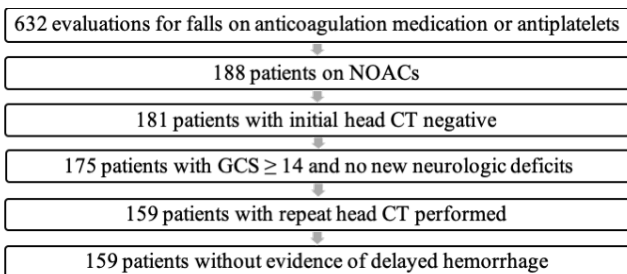 632 evaluations for falls on anticoagulation medication or antiplatelets
188 patients on NOACs
181 patients with initial head CT negative
175 patients with GCS ≥ 14 and no new neurologic deficits
159 patients with repeat head CT performed
159 patients without evidence of delayed hemorrhage